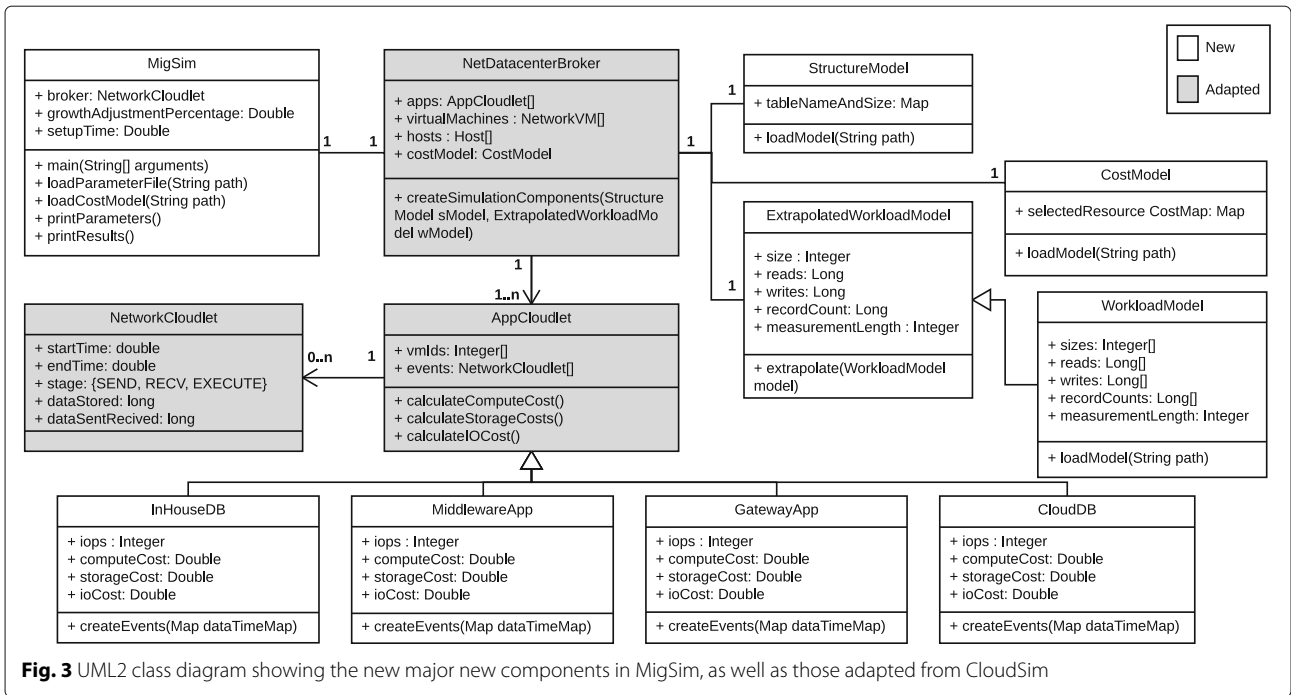 New
Adapted
MigSim
+ broker: NetworkCloudlet
+ growthAdjustmentPercentage: Double
+ setupTime: Double
+ main(String[] arguments)
+ loadParameterFile(String path)
+ loadCostModel(String path)
+ printParameters()
+ printResults()
1
1
NetDatacenterBroker
+ apps: AppCloudlet[]
+ virtualMachines : NetworkVM[]
+ hosts : Host[]
+ costModel: CostModel
+ createSimulationComponents(Structure
Model sModel, ExtrapolatedWorkloadMo
del wModel)
1
1
StructureModel
+ tableNameAndSize: Map
+ loadModel(String path)
1
CostModel
+ selectedResource CostMap: Map
+ loadModel(String path)
1
ExtrapolatedWorkloadModel
+ size : Integer
+ reads: Long
+ writes: Long
+ recordCount: Long
+ measurementLength : Integer
+ extrapolate(WorkloadModel
model)
WorkloadModel
+ sizes: Integer[]
+ reads: Long[]
+ writes: Long[]
+ recordCounts: Long[]
+ measurementLength: Integer
+ loadModel(String path)
1
1..n
NetworkCloudlet
+ startTime: double
+ endTime: double
+ stage: {SEND, RECV, EXECUTE}
+ dataStored: long
+ dataSentRecived: long
0..n
1
AppCloudlet
+ vmIds: Integer[]
+ events: NetworkCloudlet[]
+ calculateComputeCost()
+ calculateStorageCosts()
+ calculateIOCost()
InHouseDB
+ iops : Integer
+ computeCost: Double
+ storageCost: Double
+ ioCost: Double
+ createEvents(Map dataTimeMap)
MiddlewareApp
+ iops : Integer
+ computeCost: Double
+ storageCost: Double
+ ioCost: Double
+ createEvents(Map dataTimeMap)
GatewayApp
+ iops : Integer
+ computeCost: Double
+ storageCost: Double
+ ioCost: Double
+ createEvents(Map dataTimeMap)
CloudDB
+ iops : Integer
+ computeCost: Double
+ storageCost: Double
+ ioCost: Double
+ createEvents(Map dataTimeMap)
Fig. 3 UML2 class diagram showing the new major new components in MigSim, as well as those adapted from CloudSim